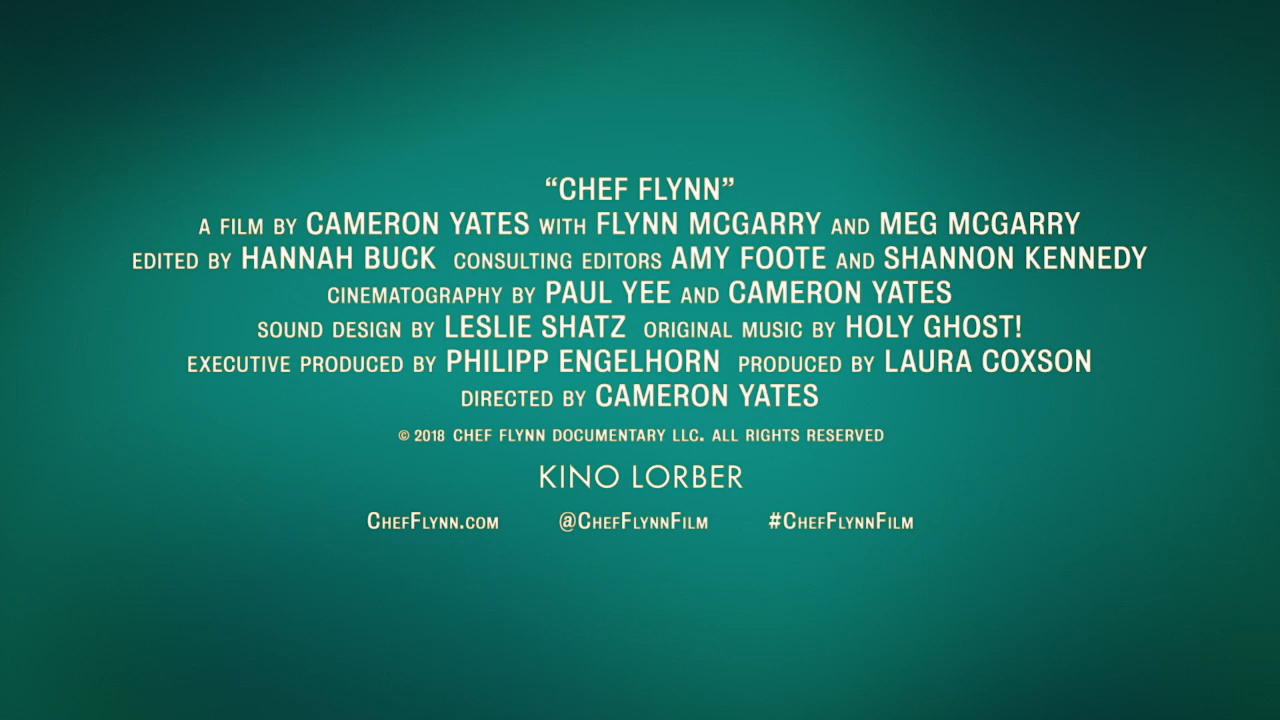 “CHEF FLYNN”
A FILM BY CAMERON YATES WITH FLYNN MCGARRY AND MEG MCGARRY
EDITED BY HANNAH BUCK CONSULTING EDITORS AMY FOOTE AND SHANNON KENNEDY
CINEMATOGRAPHY BY PAUL YEE AND CAMERON YATES
SOUND DESIGN BY LESLIE SHATZ ORIGINAL MUSIC BY HOLY GHOST!
EXECUTIVE PRODUCED BY PHILIPP ENGELHORN PRODUCED BY LAURA COXSON
DIRECTED BY CAMERON YATES
© 2018 CHEF FLYNN DOCUMENTARY LLC. ALL RIGHTS RESERVED
KINO LORBER
CHEFFLYNN.COM @CHEFFLYNNFILM #CHEFFLYNNFILM